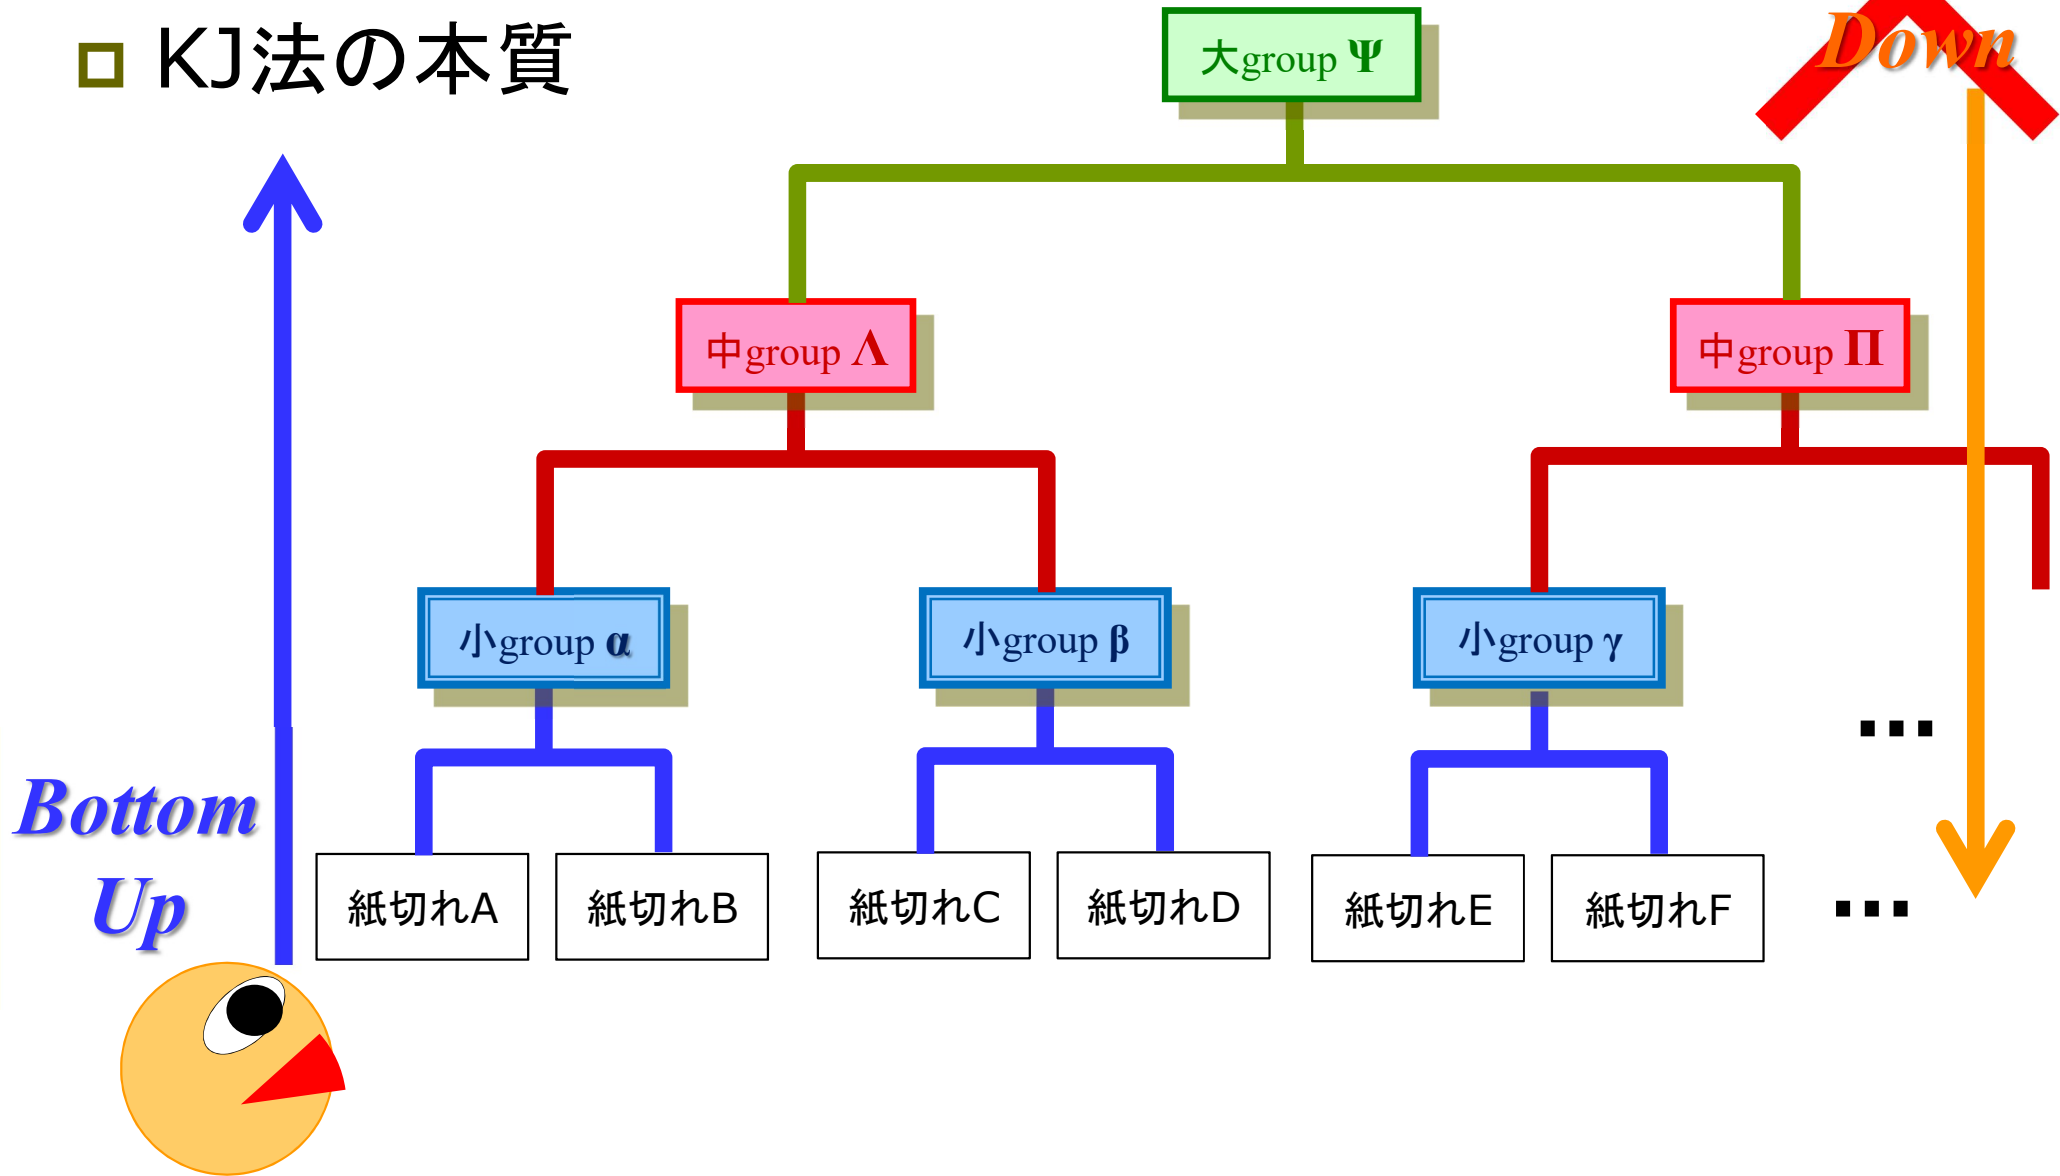 KJ法の本質
大group Ψ
Down
中group Λ
中group Π
小group α
小group β
小group γ
...
Bottom
Up
紙切れA
紙切れB
紙切れC
紙切れD
紙切れE
紙切れF
...